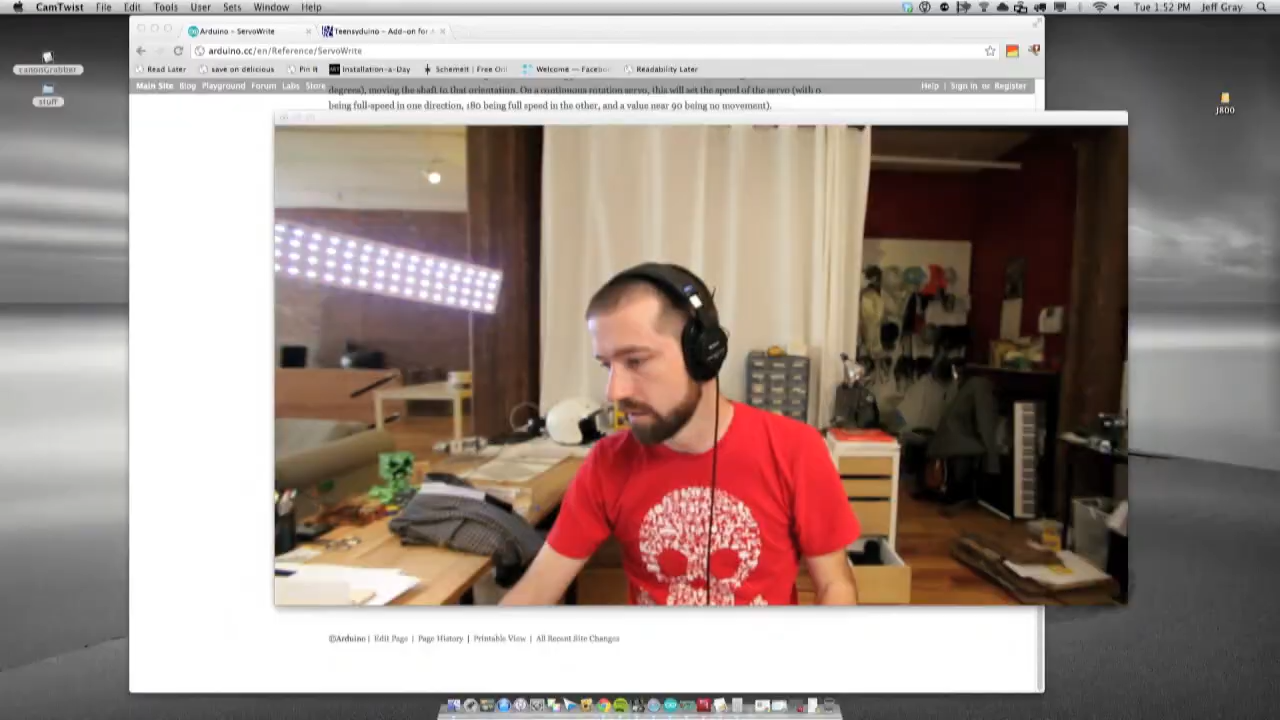 CamTwist File Edit Tools User Sets Window Help Tue 1:52 PM Jeff Gray
Arduino - ServoWrite Teensyduino - Add-on for
arduino.cc/en/Reference/ServoWrite
Read Later save on delicious Pin It Installation-a-Day Schemeit | Free Onl Welcome — Faceboo Readability Later
Main Site Blog Playground Forum Labs Store Help | Sign in or Register
degrees), moving the shaft to that orientation. On a continuous rotation servo, this will set the speed of the servo (with 0
being full-speed in one direction, 180 being full speed in the other, and a value near 90 being no movement).
canonGrabber
stuff
J800
©Arduino | Edit Page | Page History | Printable View | All Recent Site Changes